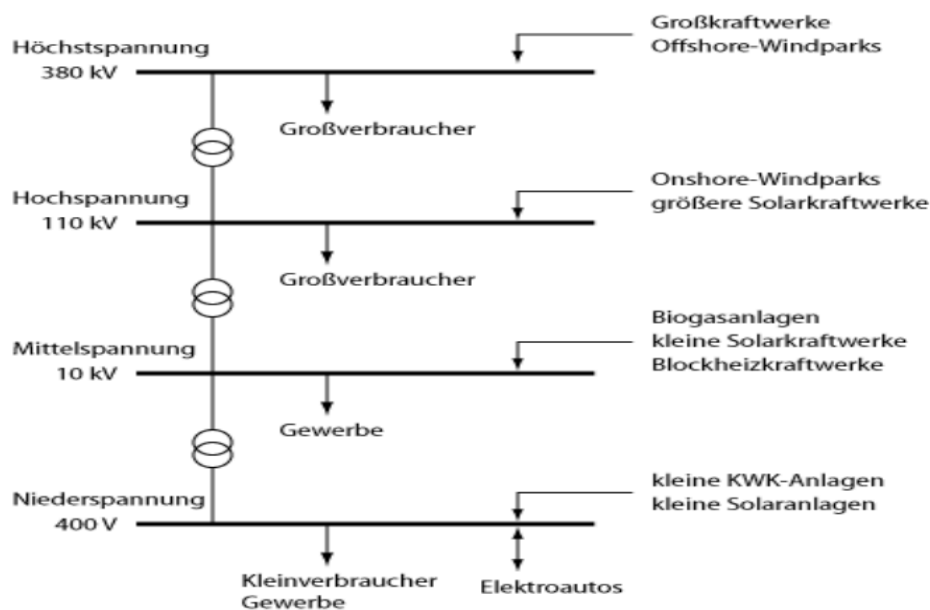 Großkraftwerke
Offshore-Windparks
Höchstspannung
380 kV
Großverbraucher
Onshore-Windparks
größere Solarkraftwerke
Hochspannung
110 kV
Großverbraucher
Biogasanlagen
kleine Solarkraftwerke
Blockheizkraftwerke
Mittelspannung
10 kV
Gewerbe
kleine KWK-Anlagen
kleine Solaranlagen
Niederspannung
400 V
Kleinverbraucher
Gewerbe
Elektroautos